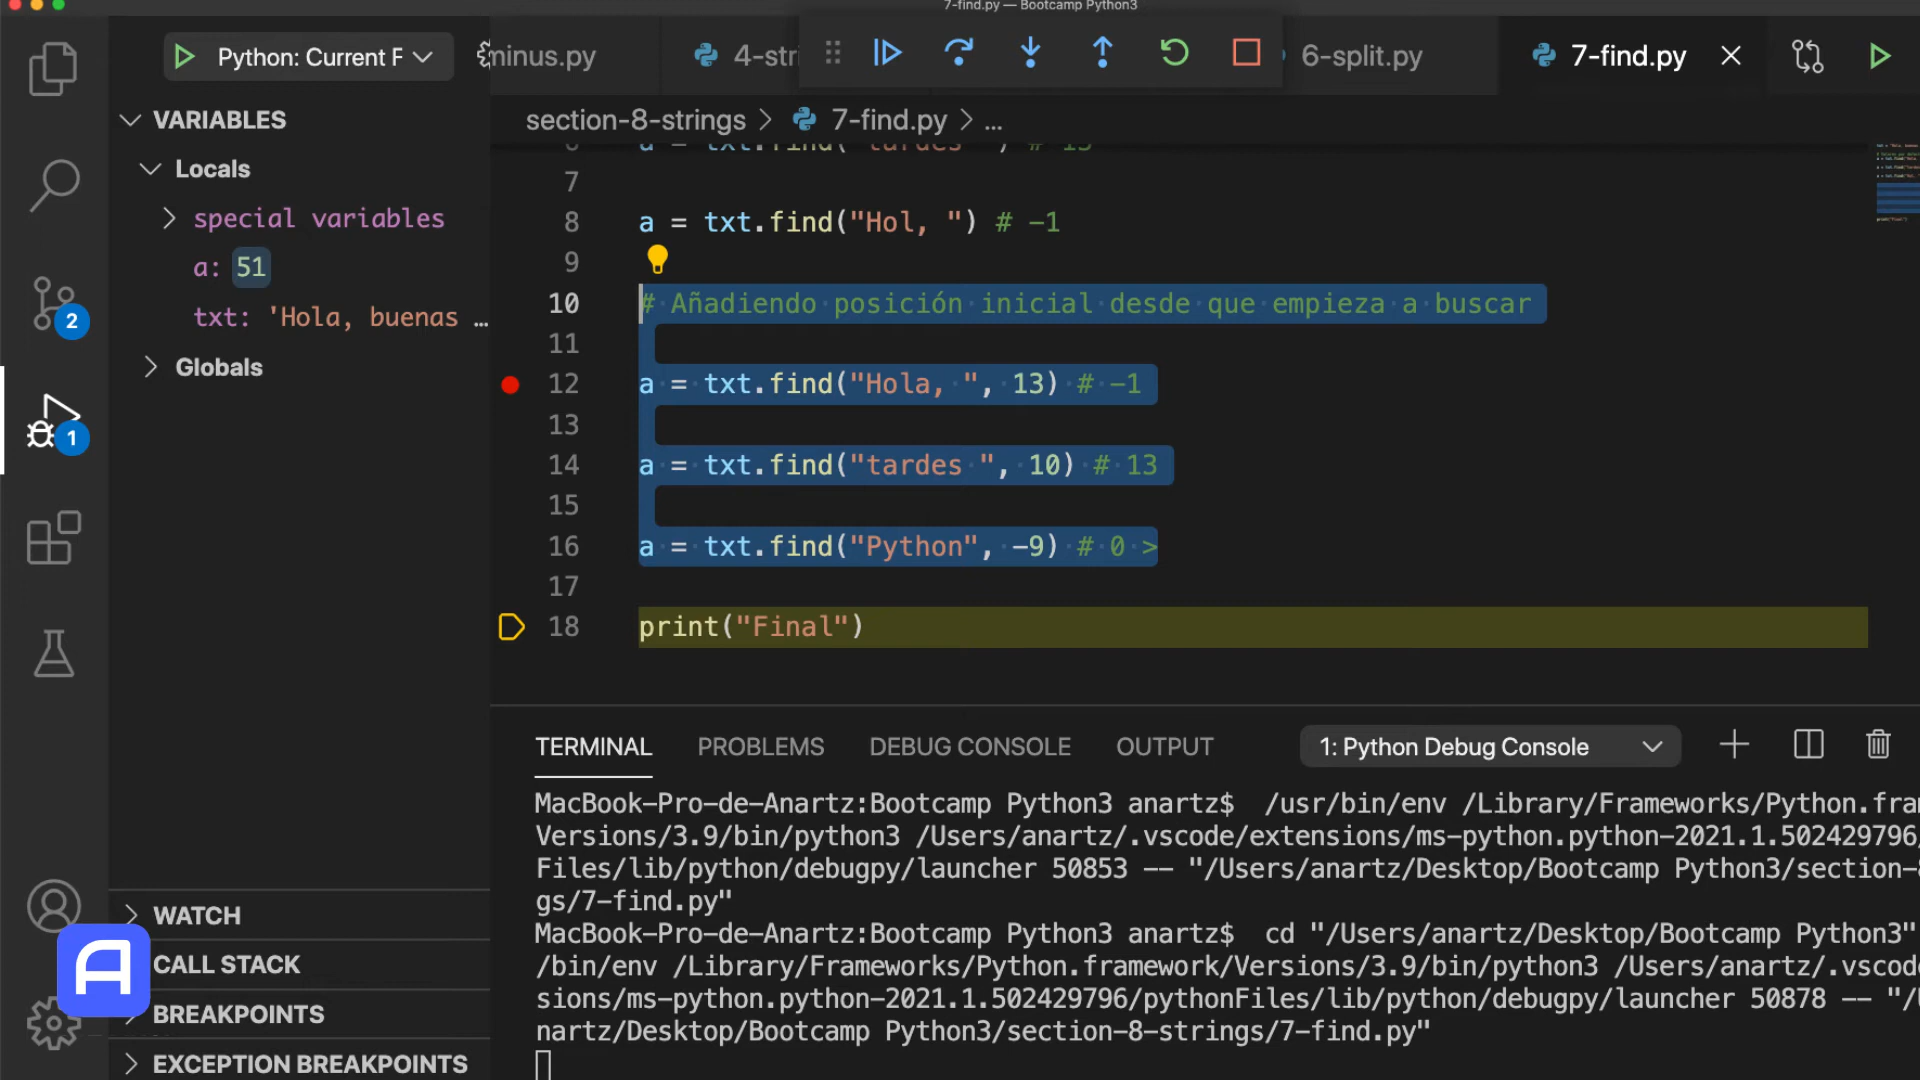 7-find.py — Bootcamp Python3
Python: Current F
minus.py
4-stri
6-split.py
7-find.py
VARIABLES
section-8-strings > 7-find.py > ...
Locals
special variables
a: 51
txt: 'Hola, buenas …
Globals
a = txt.find("tardes ") # 13
7
8 a = txt.find("Hol, ") # -1
9
10 # Añadiendo posición inicial desde que empieza a buscar
11
12 a = txt.find("Hola, ", 13) # -1
13
14 a = txt.find("tardes ", 10) # 13
15
16 a = txt.find("Python", -9) # 0 >
17
18 print("Final")
2
1
TERMINAL PROBLEMS DEBUG CONSOLE OUTPUT 1: Python Debug Console
MacBook-Pro-de-Anartz:Bootcamp Python3 anartz$  /usr/bin/env /Library/Frameworks/Python.fram
Versions/3.9/bin/python3 /Users/anartz/.vscode/extensions/ms-python.python-2021.1.502429796/
Files/lib/python/debugpy/launcher 50853 -- "/Users/anartz/Desktop/Bootcamp Python3/section-8
gs/7-find.py"
MacBook-Pro-de-Anartz:Bootcamp Python3 anartz$  cd "/Users/anartz/Desktop/Bootcamp Python3"
/bin/env /Library/Frameworks/Python.framework/Versions/3.9/bin/python3 /Users/anartz/.vscod
sions/ms-python.python-2021.1.502429796/pythonFiles/lib/python/debugpy/launcher 50878 -- "/U
nartz/Desktop/Bootcamp Python3/section-8-strings/7-find.py"
WATCH
CALL STACK
BREAKPOINTS
EXCEPTION BREAKPOINTS